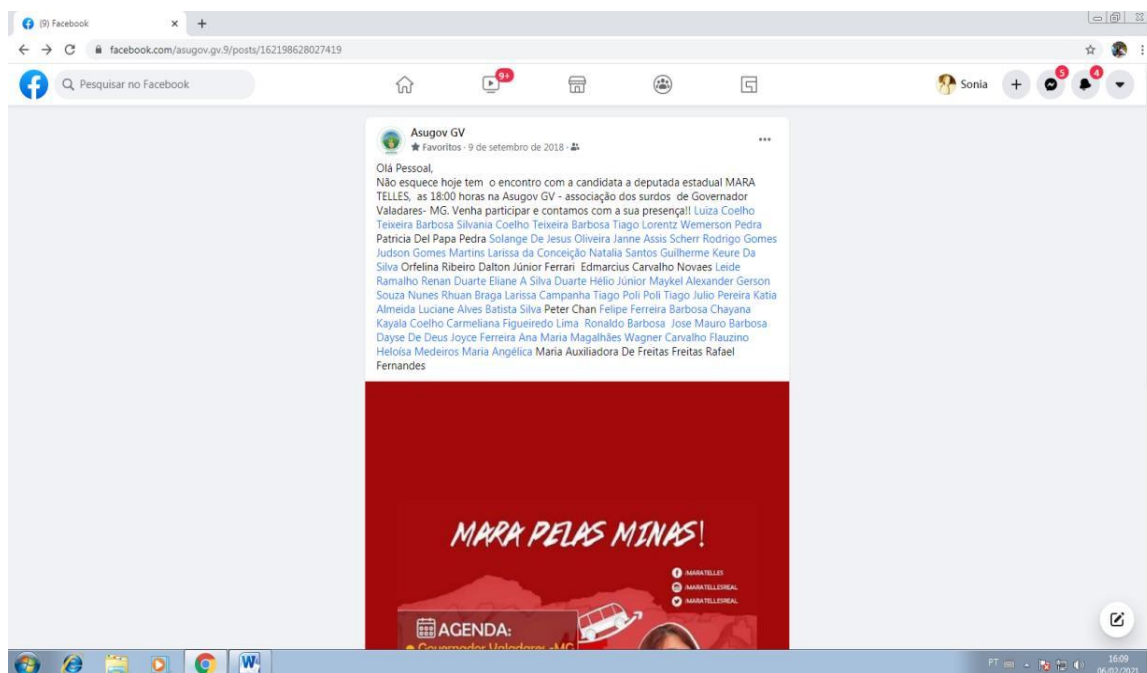 (9) Facebook
facebook.com/asugov.gv.9/posts/162198628027419
Pesquisar no Facebook
9+
Sonia
5
4
Asugov GV
Favoritos · 9 de setembro de 2018 ·
Olá Pessoal,
Não esquece hoje tem o encontro com a candidata a deputada estadual MARA
TELLES, as 18:00 horas na Asugov GV - associação dos surdos de Governador
Valadares- MG. Venha participar e contamos com a sua presença!! Luiza Coelho
Teixeira Barbosa Silvania Coelho Teixeira Barbosa Tiago Lorentz Wemerson Pedra
Patricia Del Papa Pedra Solange De Jesus Oliveira Janne Assis Scherr Rodrigo Gomes
Judson Gomes Martins Larissa da Conceição Natalia Santos Guilherme Keure Da
Silva Orfelina Ribeiro Dalton Júnior Ferrari Edmarcius Carvalho Novaes Leide
Ramalho Renan Duarte Eliane A Silva Duarte Hélio Júnior Maykel Alexander Gerson
Souza Nunes Rhuan Braga Larissa Campanha Tiago Poli Poli Tiago Julio Pereira Katia
Almeida Luciane Alves Batista Silva Peter Chan Felipe Ferreira Barbosa Chayana
Kayala Coelho Carmeliana Figueiredo Lima Ronaldo Barbosa Jose Mauro Barbosa
Dayse De Deus Joyce Ferreira Ana Maria Magalhães Wagner Carvalho Flauzino
Heloísa Medeiros Maria Angélica Maria Auxiliadora De Freitas Freitas Rafael
Fernandes
MARA PELAS MINAS!
/MARATELLES
/MARATELLESREAL
/MARATELLESREAL
AGENDA:
Governador Valadares -MG
PT
16:09
06/02/2021